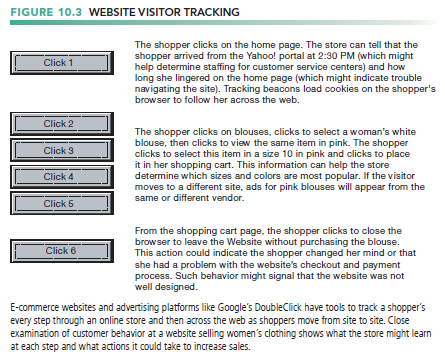 FIGURE 10.3 WEBSITE VISITOR TRACKING
Click 1
The shopper clicks on the home page. The store can tell that the
shopper arrived from the Yahoo! portal at 2:30 PM (which might
help determine staffing for customer service centers) and how
long she lingered on the home page (which might indicate trouble
navigating the site). Tracking beacons load cookies on the shopper's
browser to follow her across the web.
Click 2
Click 3
Click 4
Click 5
The shopper clicks on blouses, clicks to select a woman's white
blouse, then clicks to view the same item in pink. The shopper
clicks to select this item in a size 10 in pink and clicks to place
it in her shopping cart. This information can help the store
determine which sizes and colors are most popular. If the visitor
moves to a different site, ads for pink blouses will appear from the
same or different vendor.
Click 6
From the shopping cart page, the shopper clicks to close the
browser to leave the Website without purchasing the blouse.
This action could indicate the shopper changed her mind or that
she had a problem with the website's checkout and payment
process. Such behavior might signal that the website was not
well designed.
E-commerce websites and advertising platforms like Google's DoubleClick have tools to track a shopper's
every step through an online store and then across the web as shoppers move from site to site. Close
examination of customer behavior at a website selling women's clothing shows what the store might learn
at each step and what actions it could take to increase sales.